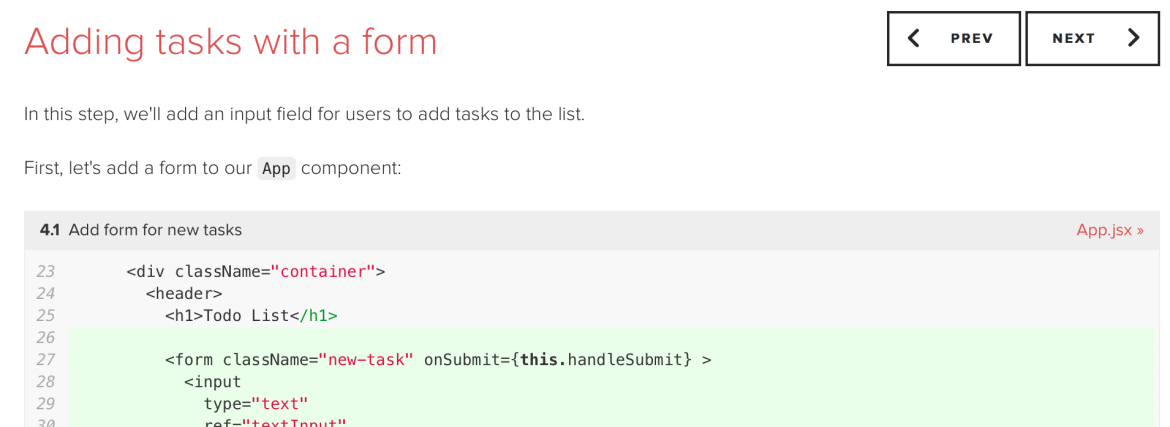 Adding tasks with a form
PREV
NEXT
In this step, we'll add an input field for users to add tasks to the list.
First, let's add a form to our App component:
4.1 Add form for new tasks
App.jsx »
23 <div className="container">
24 <header>
25 <h1>Todo List</h1>
26
27 <form className="new-task" onSubmit={this.handleSubmit} >
28 <input
29 type="text"
30 ref="textInput"